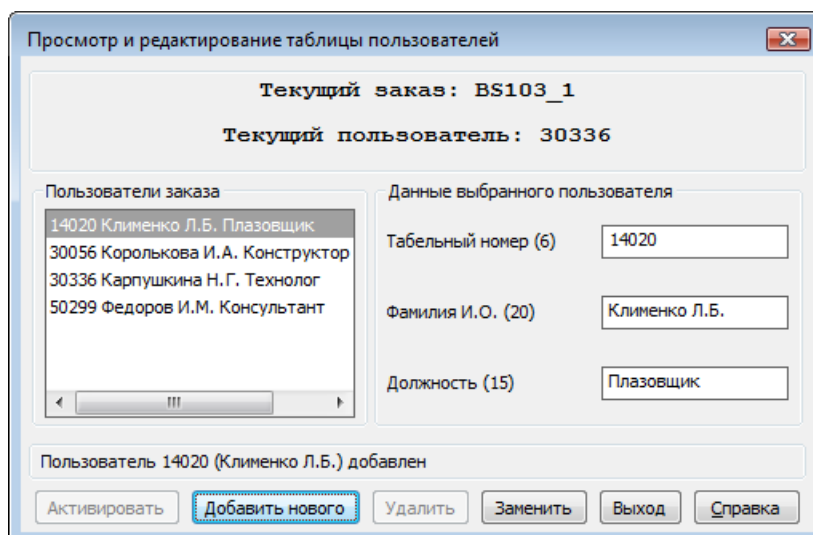 Просмотр и редактирование таблицы пользователей
Текущий заказ: BS103_1
Текущий пользователь: 30336
Пользователи заказа
14020 Клименко Л.Б. Плазовщик
30056 Королькова И.А. Конструктор
30336 Карпушкина Н.Г. Технолог
50299 Федоров И.М. Консультант
Данные выбранного пользователя
Табельный номер (6) 14020
Фамилия И.О. (20) Клименко Л.Б.
Должность (15) Плазовщик
Пользователь 14020 (Клименко Л.Б.) добавлен
Активировать Добавить нового Удалить Заменить Выход Справка